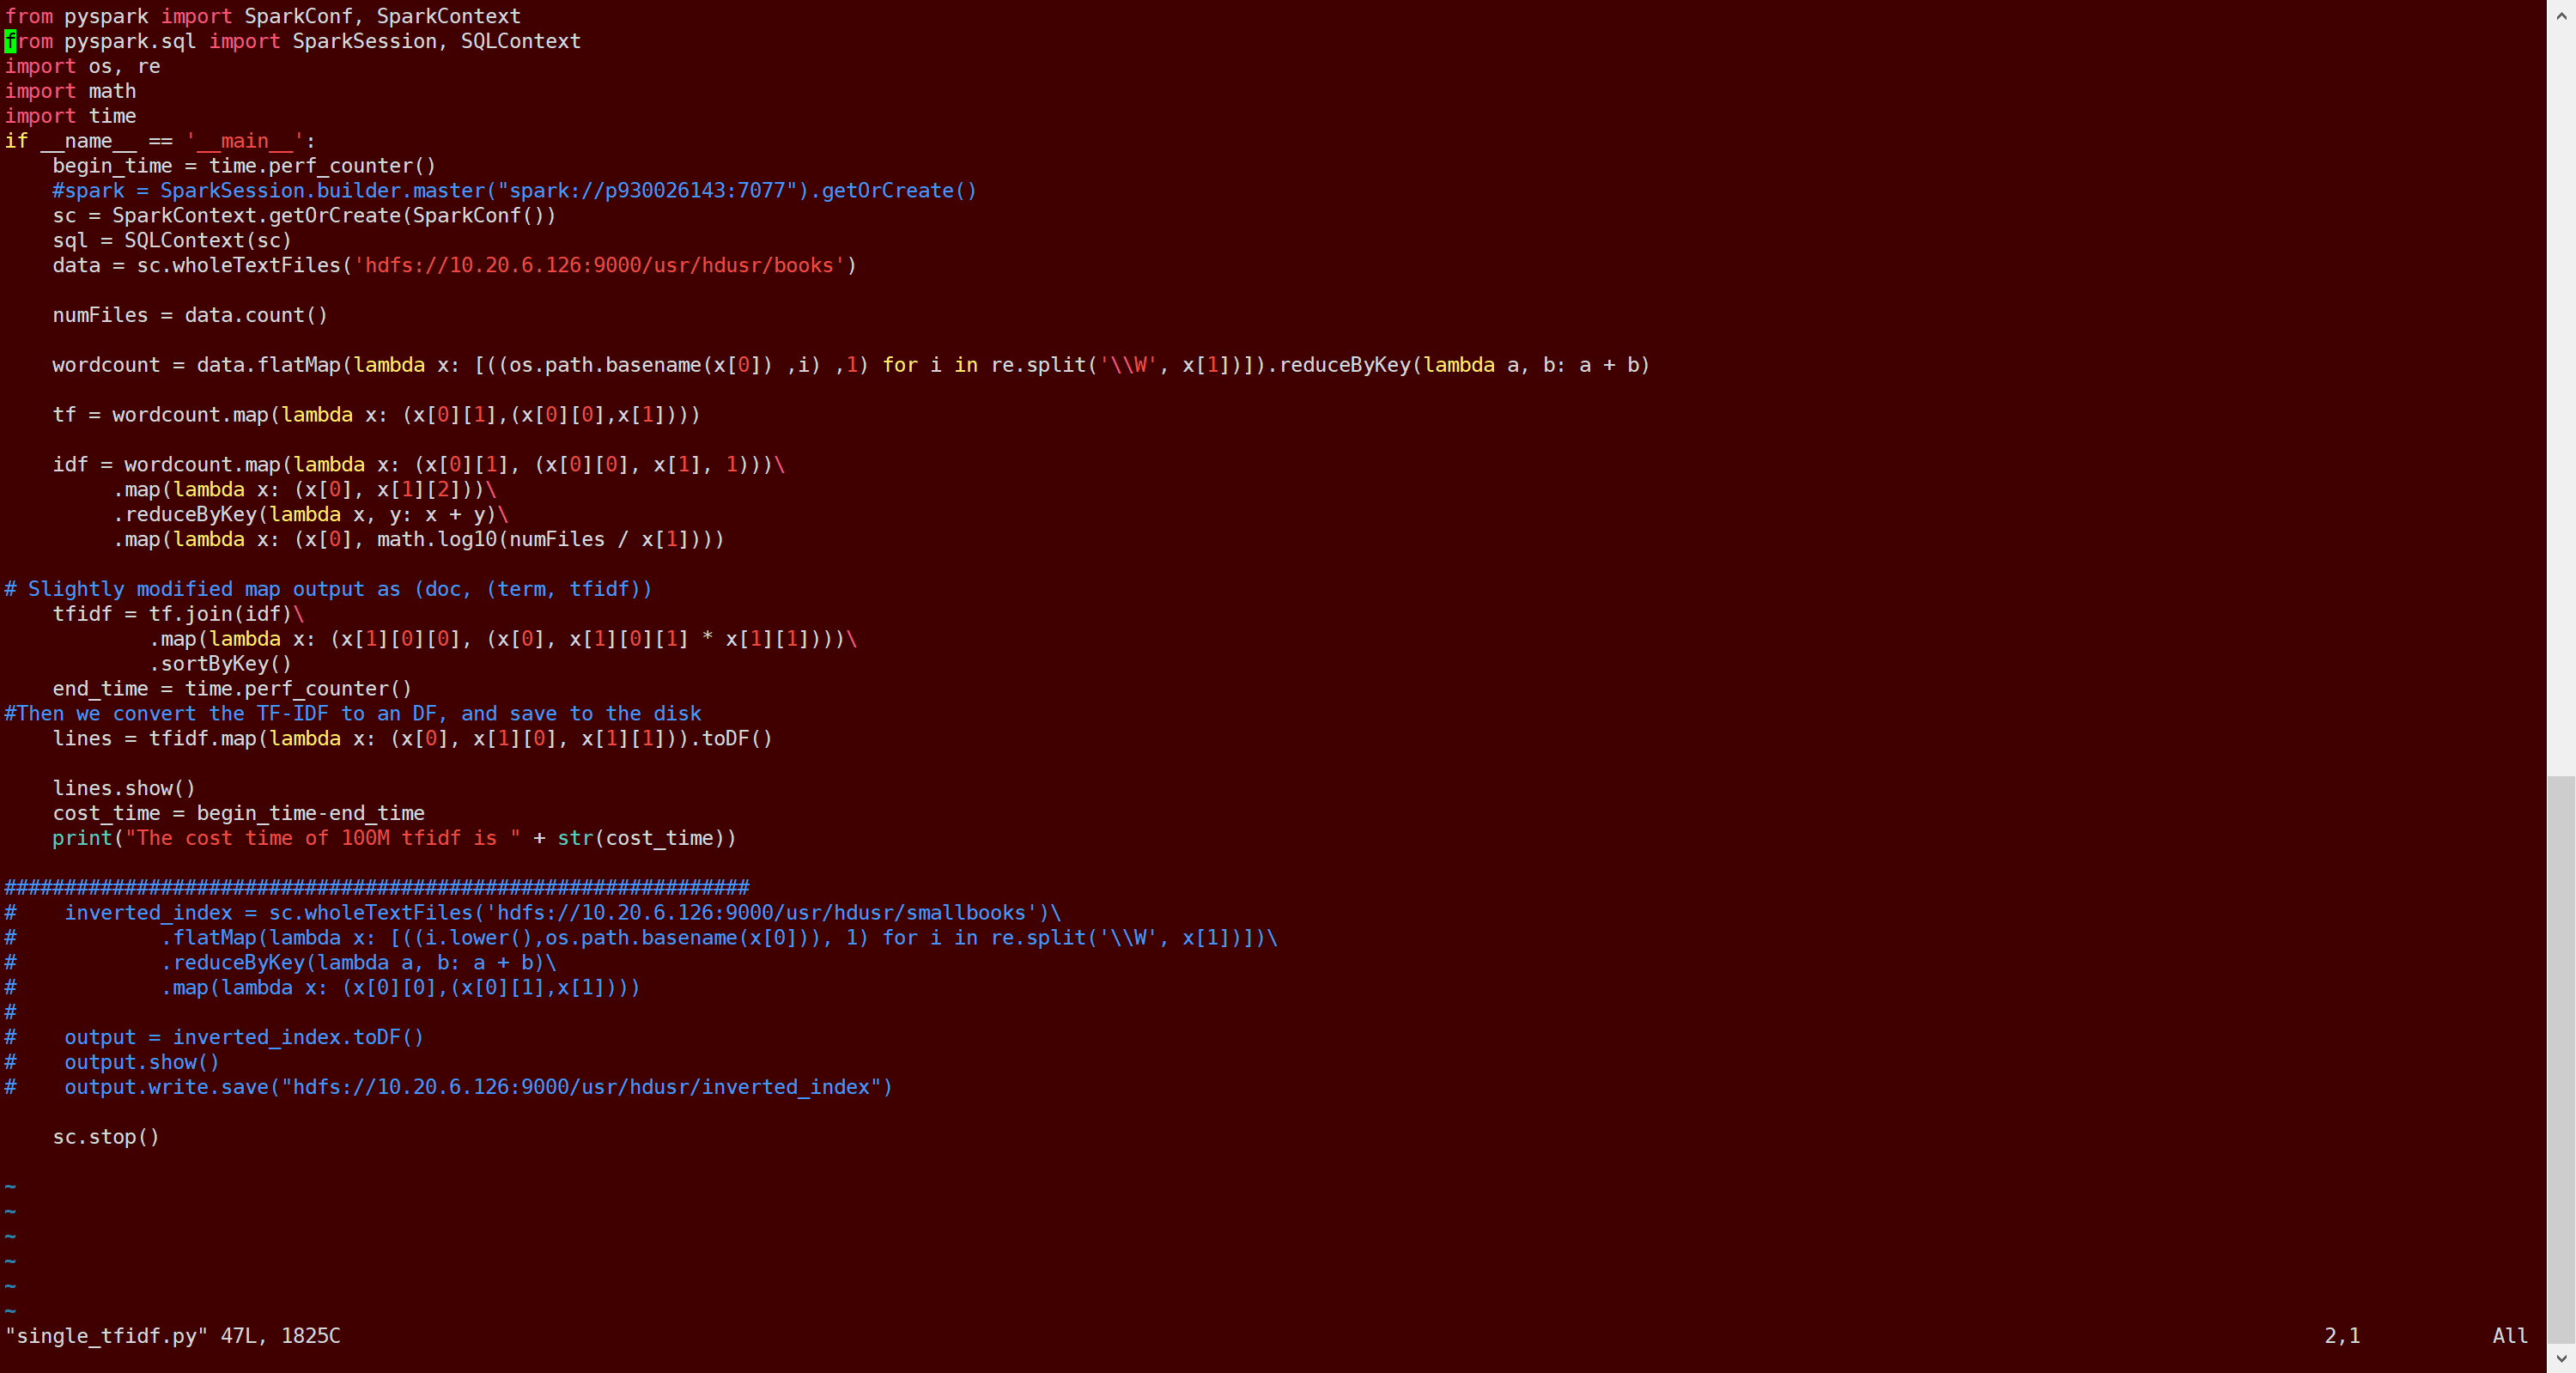 from pyspark import SparkConf, SparkContext
from pyspark.sql import SparkSession, SQLContext
import os, re
import math
import time
if __name__ == '__main__':
    begin_time = time.perf_counter()
    #spark = SparkSession.builder.master("spark://p930026143:7077").getOrCreate()
    sc = SparkContext.getOrCreate(SparkConf())
    sql = SQLContext(sc)
    data = sc.wholeTextFiles('hdfs://10.20.6.126:9000/usr/hdusr/books')

    numFiles = data.count()

    wordcount = data.flatMap(lambda x: [((os.path.basename(x[0]) ,i) ,1) for i in re.split('\\W', x[1])]).reduceByKey(lambda a, b: a + b)

    tf = wordcount.map(lambda x: (x[0][1],(x[0][0],x[1])))

    idf = wordcount.map(lambda x: (x[0][1], (x[0][0], x[1], 1)))\
         .map(lambda x: (x[0], x[1][2]))\
         .reduceByKey(lambda x, y: x + y)\
         .map(lambda x: (x[0], math.log10(numFiles / x[1])))

# Slightly modified map output as (doc, (term, tfidf))
    tfidf = tf.join(idf)\
            .map(lambda x: (x[1][0][0], (x[0], x[1][0][1] * x[1][1])))\
            .sortByKey()
    end_time = time.perf_counter()
#Then we convert the TF-IDF to an DF, and save to the disk
    lines = tfidf.map(lambda x: (x[0], x[1][0], x[1][1])).toDF()

    lines.show()
    cost_time = begin_time-end_time
    print("The cost time of 100M tfidf is " + str(cost_time))

##############################################################
#    inverted_index = sc.wholeTextFiles('hdfs://10.20.6.126:9000/usr/hdusr/smallbooks')\
#            .flatMap(lambda x: [((i.lower(),os.path.basename(x[0])), 1) for i in re.split('\\W', x[1])])\
#            .reduceByKey(lambda a, b: a + b)\
#            .map(lambda x: (x[0][0],(x[0][1],x[1])))
#
#    output = inverted_index.toDF()
#    output.show()
#    output.write.save("hdfs://10.20.6.126:9000/usr/hdusr/inverted_index")

    sc.stop()

~
~
~
~
~
~
"single_tfidf.py" 47L, 1825C 2,1 All